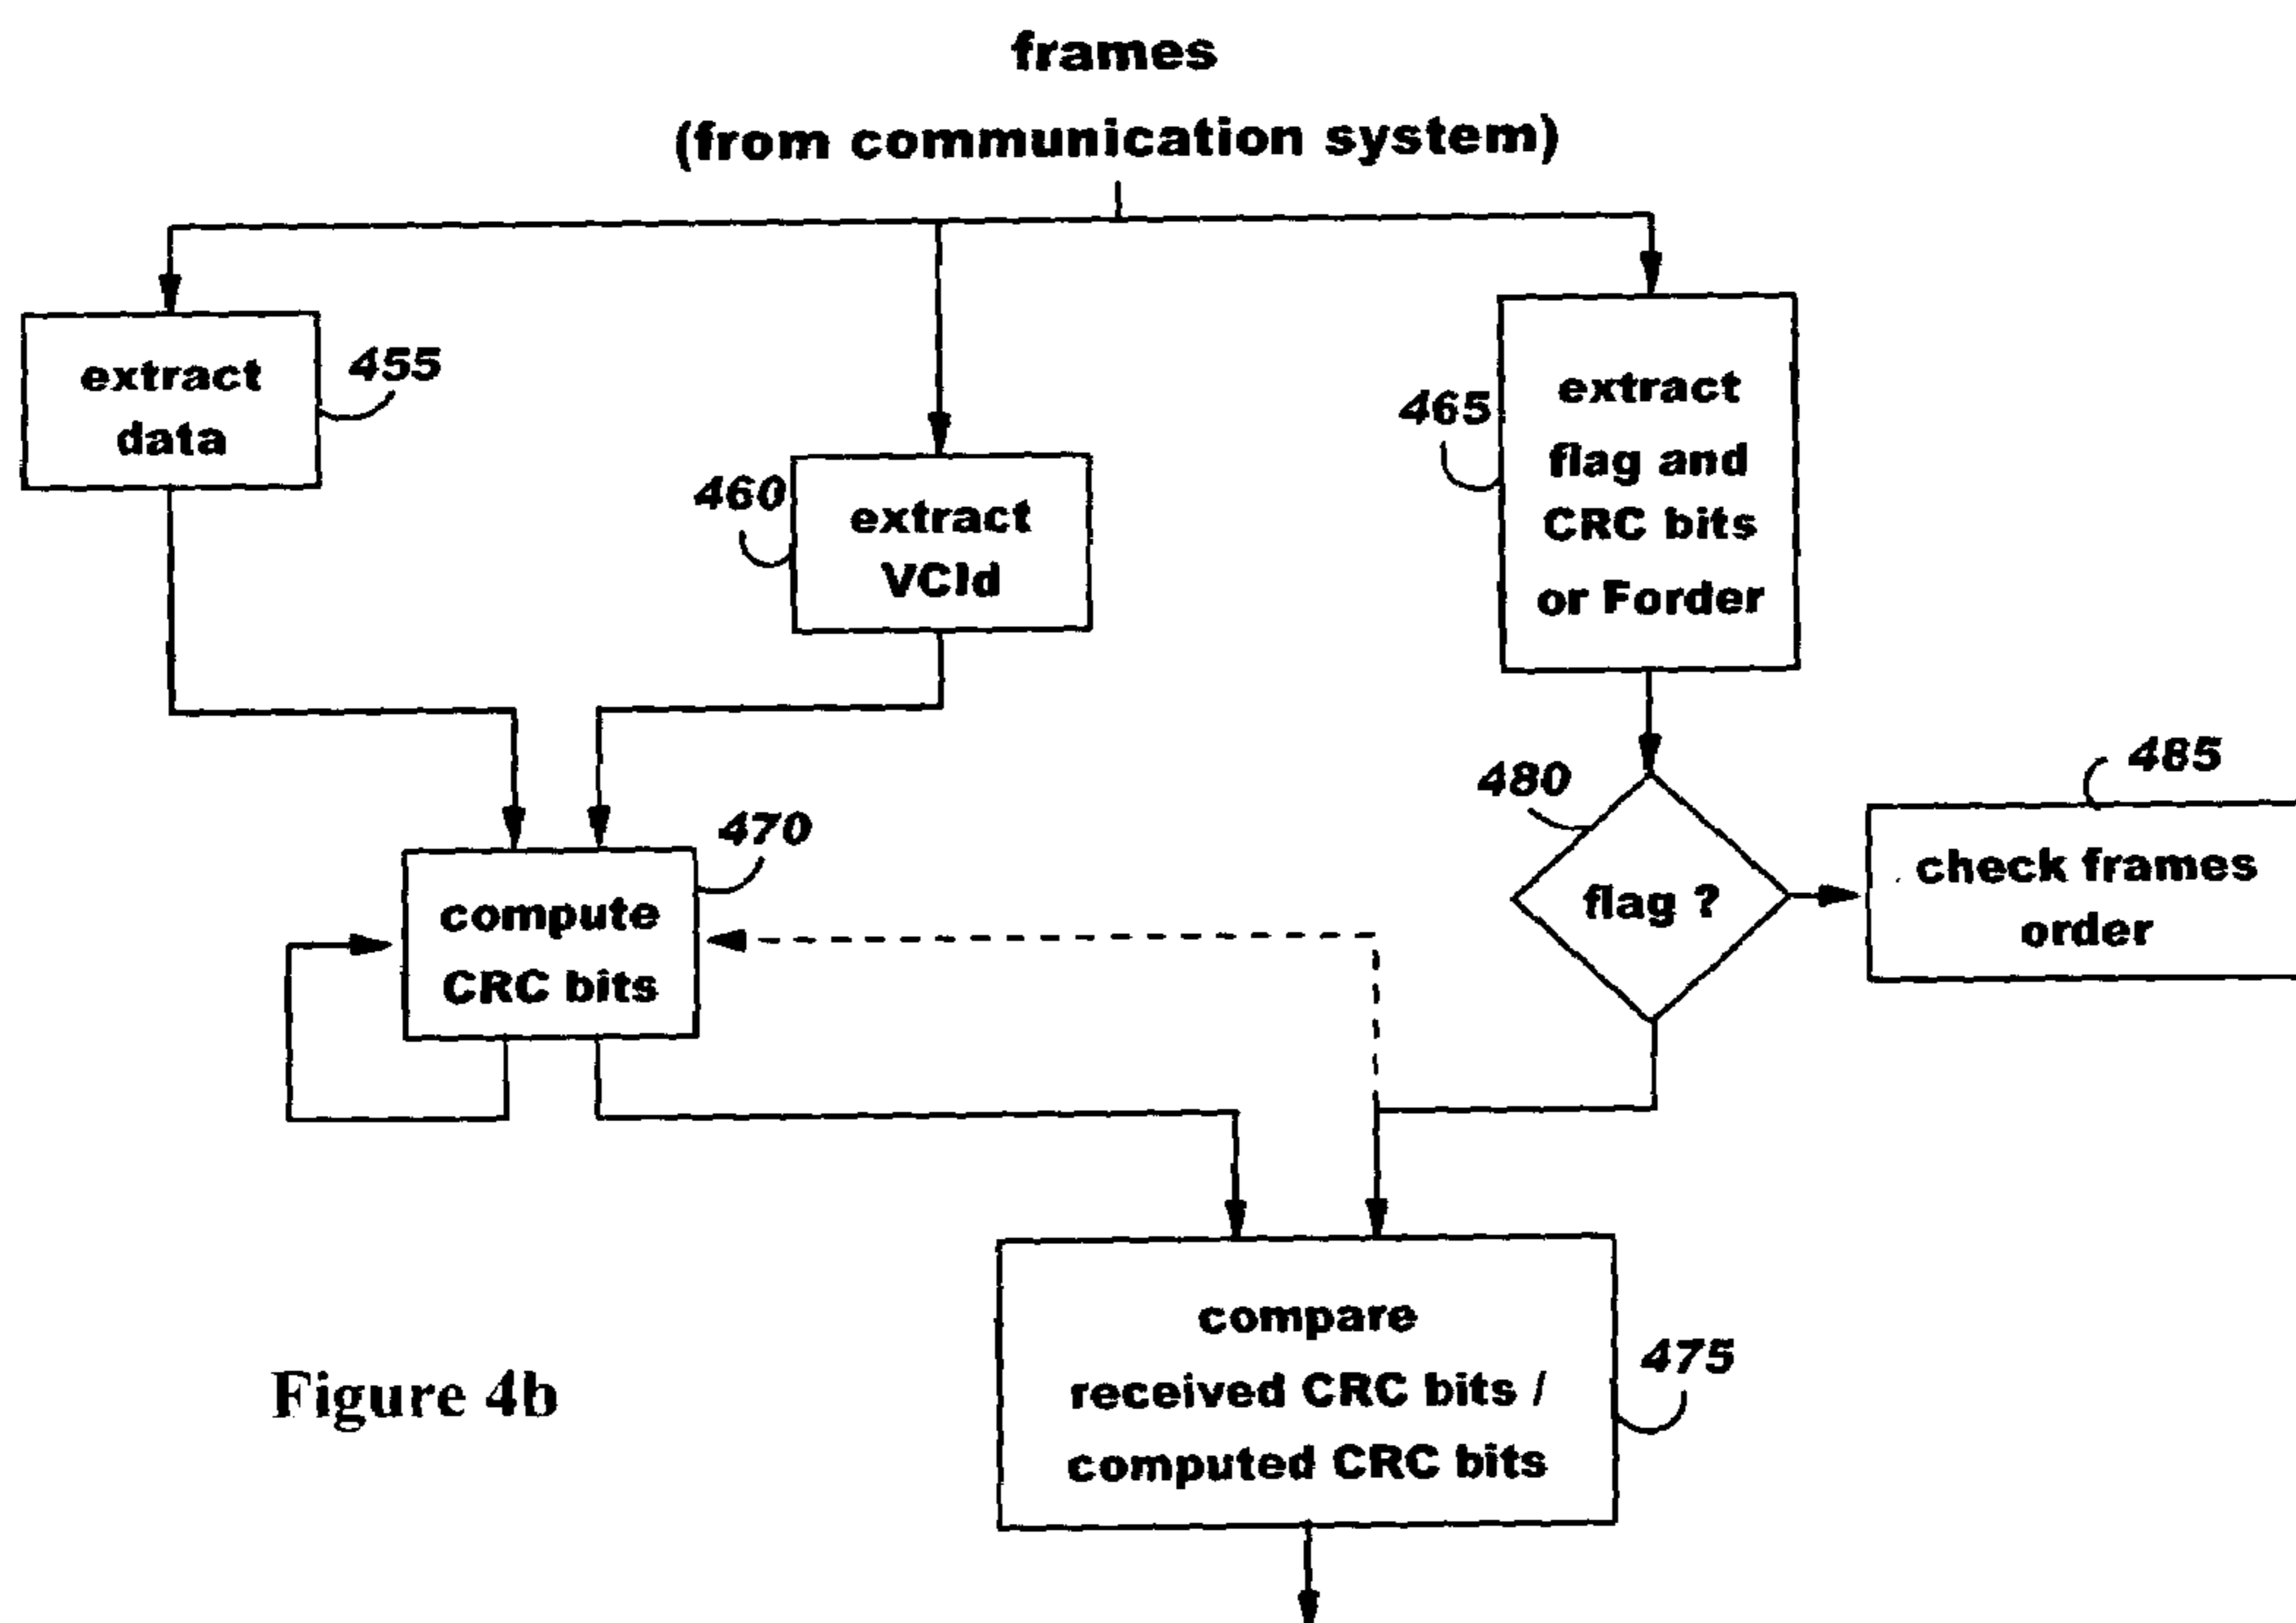 frames
(from communication system)
extract
data
455
460
extract
VCId
465
extract
flag and
CRC bits
or Forder
470
compute
CRC bits
480
flag ?
485
check frames
order
compare
received CRC bits /
computed CRC bits
475
Figure 4b